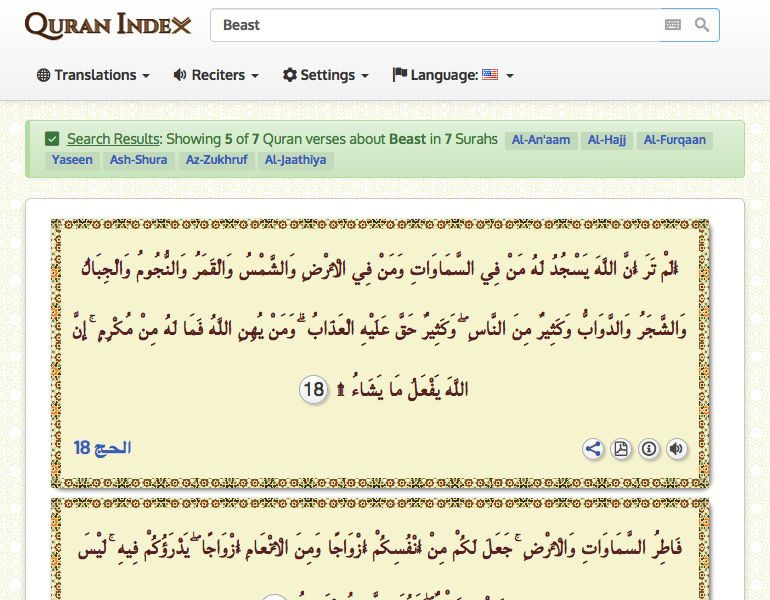 QURAN INDEX
Beast
Translations Reciters Settings Language:
Search Results: Showing 5 of 7 Quran verses about Beast in 7 Surahs Al-An'aam Al-Hajj Al-Furqaan
Yaseen Ash-Shura Az-Zukhruf Al-Jaathiya
أَلَمْ تَرَ أَنَّ اللَّهَ يَسْجُدُ لَهُ مَنْ فِي السَّمَاوَاتِ وَمَنْ فِي الْأَرْضِ وَالشَّمْسُ وَالْقَمَرُ وَالنُّجُومُ وَالْجِبَالُ
وَالشَّجَرُ وَالدَّوَابُّ وَكَثِيرٌ مِنَ النَّاسِ ۖ وَكَثِيرٌ حَقَّ عَلَيْهِ الْعَذَابُ ۗ وَمَنْ يُهِنِ اللَّهُ فَمَا لَهُ مِنْ مُكْرِمٍ ۚ إِنَّ
اللَّهَ يَفْعَلُ مَا يَشَاءُ ۩ 18
الحج 18
فَاطِرُ السَّمَاوَاتِ وَالْأَرْضِ ۚ جَعَلَ لَكُمْ مِنْ أَنْفُسِكُمْ أَزْوَاجًا وَمِنَ الْأَنْعَامِ أَزْوَاجًا ۖ يَذْرَؤُكُمْ فِيهِ ۚ لَيْسَ